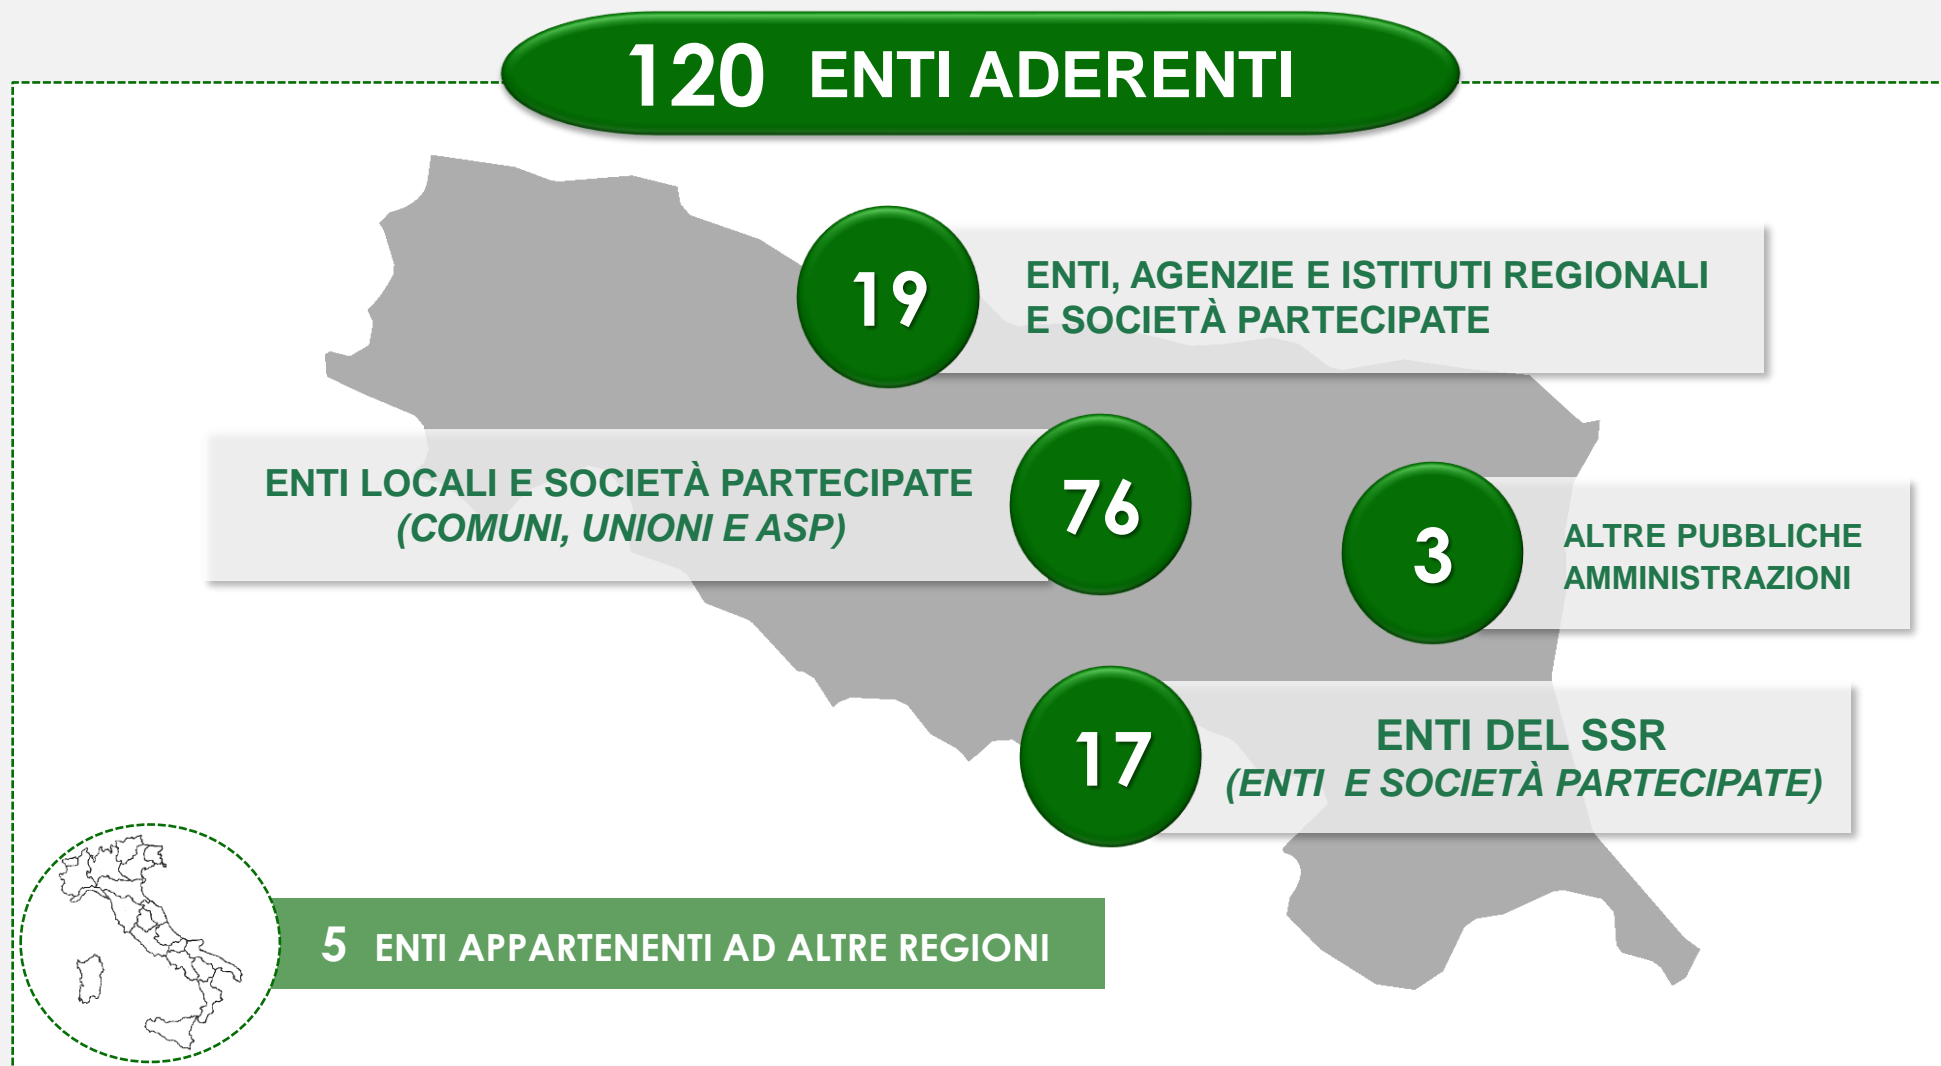 120 ENTI ADERENTI
19
ENTI, AGENZIE E ISTITUTI REGIONALI
E SOCIETÀ PARTECIPATE
ENTI LOCALI E SOCIETÀ PARTECIPATE
(COMUNI, UNIONI E ASP)
76
3
ALTRE PUBBLICHE
AMMINISTRAZIONI
17
ENTI DEL SSR
(ENTI E SOCIETÀ PARTECIPATE)
5 ENTI APPARTENENTI AD ALTRE REGIONI